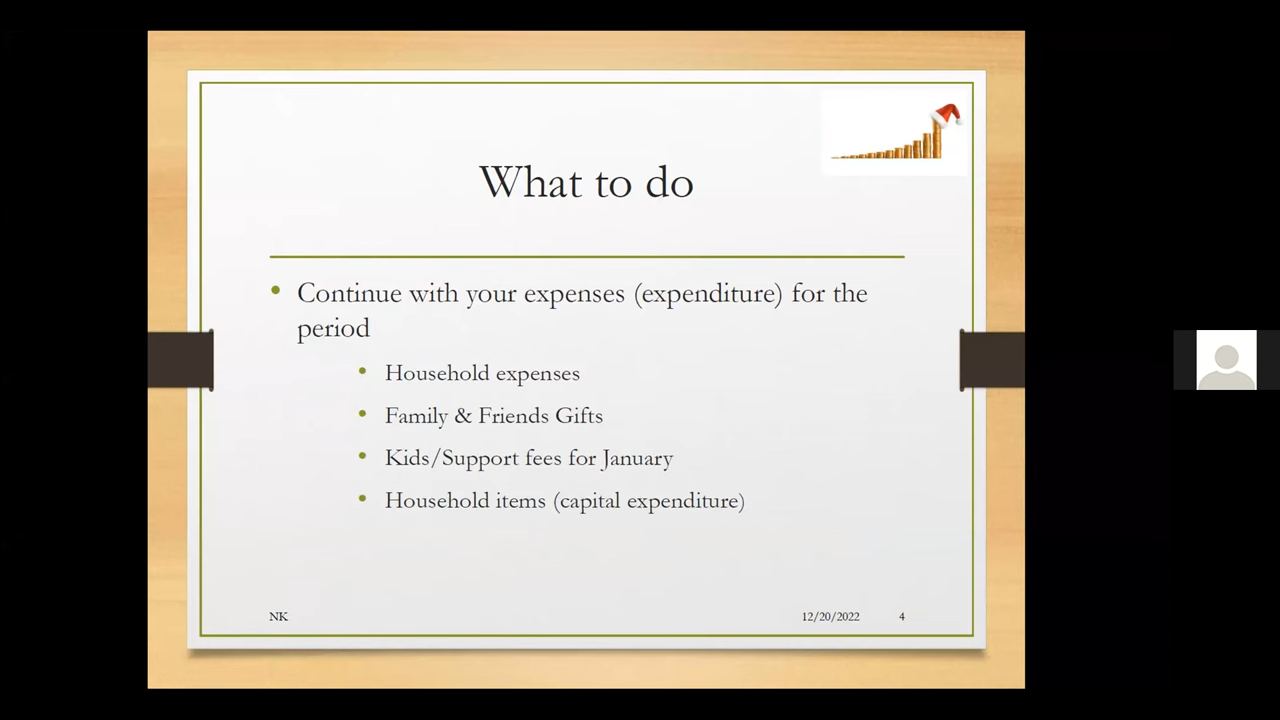 What to do
• Continue with your expenses (expenditure) for the
period
• Household expenses
• Family & Friends Gifts
• Kids/Support fees for January
• Household items (capital expenditure)
NK 12/20/2022 4